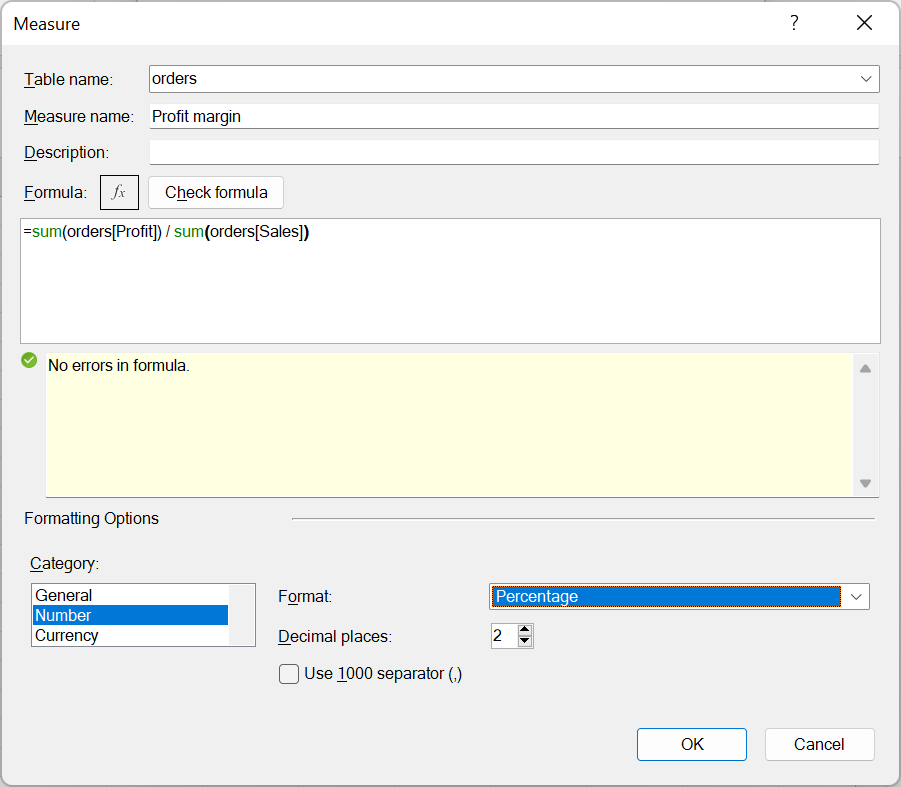 Measure ?
Table name: orders
Measure name: Profit margin
Description:
Formula: fx Check formula
=sum(orders[Profit]) / sum(orders[Sales])
No errors in formula.
Formatting Options
Category:
General
Number
Currency
Format: Percentage
Decimal places: 2
Use 1000 separator (,)
OK Cancel